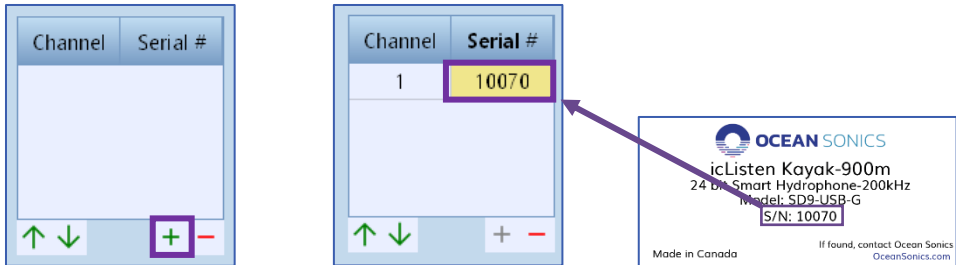 Channel Serial #
Channel Serial #
1 10070
OCEAN SONICS
icListen Kayak-900m
24 bit Smart Hydrophone-200kHz
Model: SD9-USB-G
S/N: 10070
Made in Canada
If found, contact Ocean Sonics
OceanSonics.com